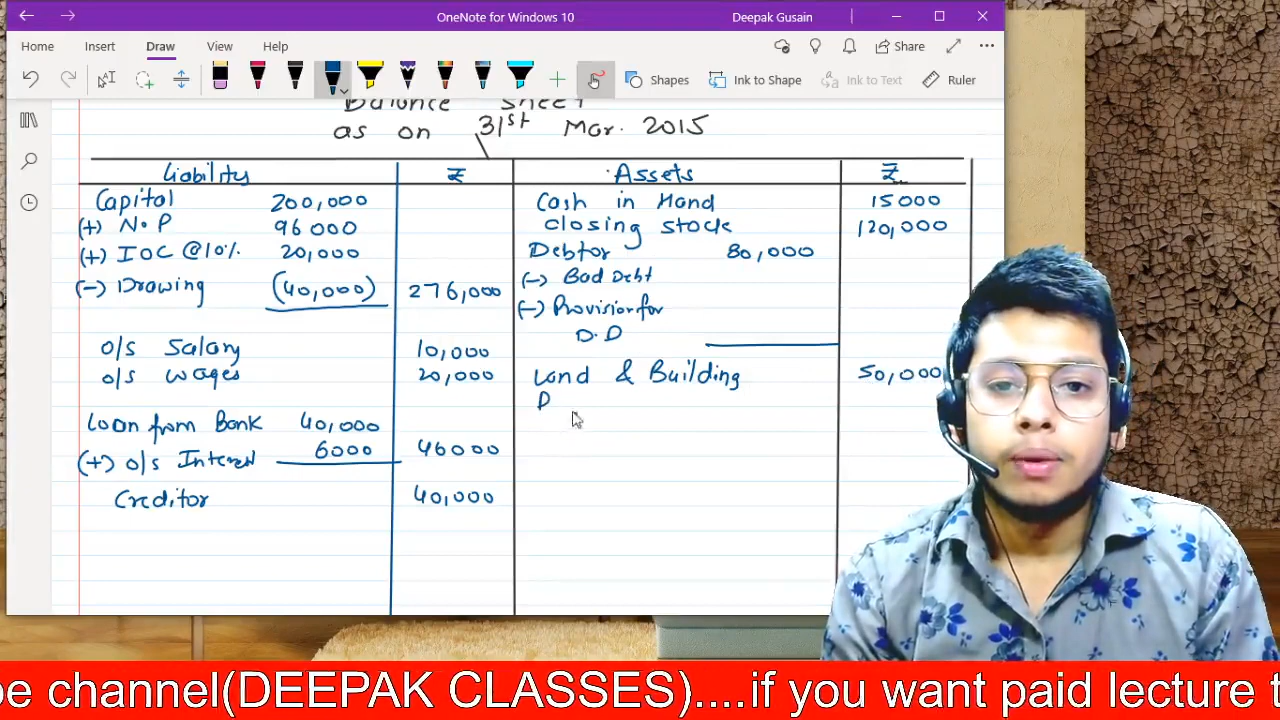 OneNote for Windows 10
Deepak Gusain
Home Insert Draw View Help
Share
Shapes Ink to Shape Ink to Text Ruler
Balance sheet
as on 31st Mar. 2015
Liability ₹ Assets ₹
Capital 200,000 Cash in Hand 15000
(+) N.P 96000 closing stock 120,000
(+) IOC @10% 20,000 Debtor 80,000
(-) Drawing (40,000) 276,000 (-) Bad Debt
(-) Provision for
D.D
o/s Salary 10,000
o/s wages 20,000 Land & Building 50,000
D
Loan from Bank 40,000
(+) o/s Interest 6000 46000
Creditor 40,000
be channel(DEEPAK CLASSES)....if you want paid lecture t